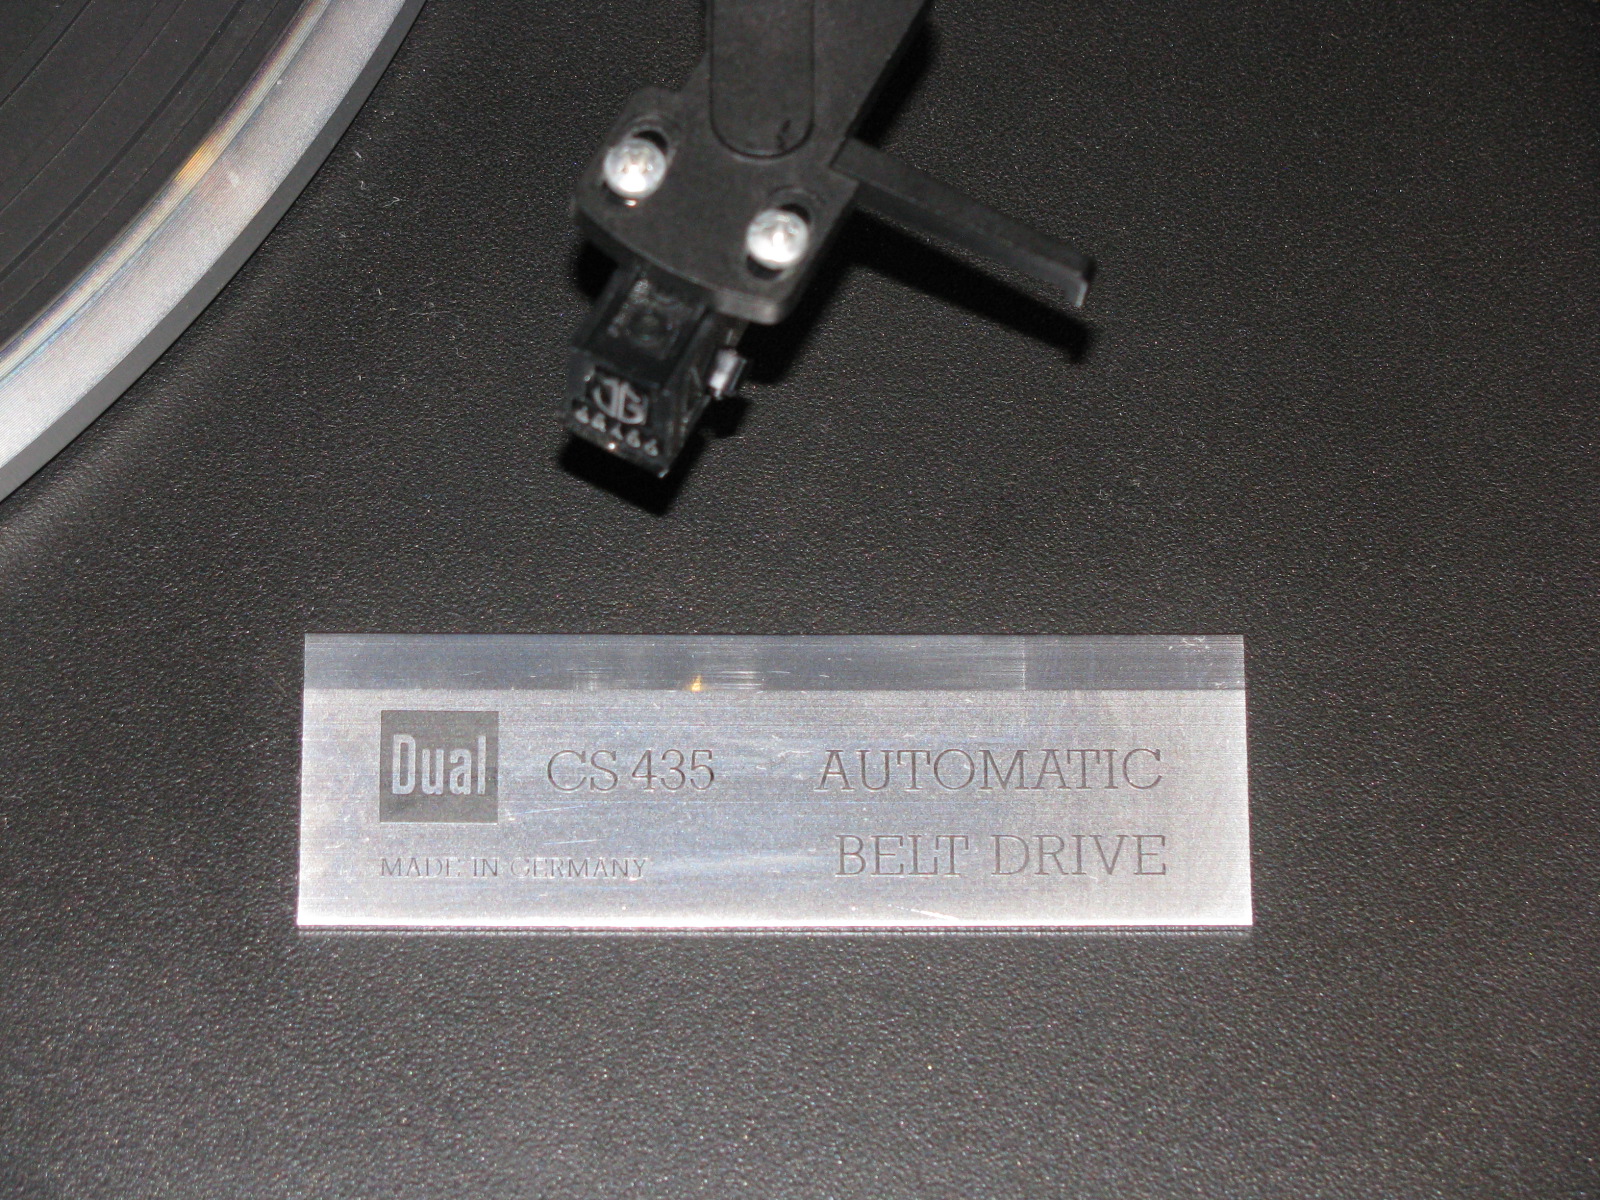 Dual CS 435 AUTOMATIC
MADE IN GERMANY BELT DRIVE